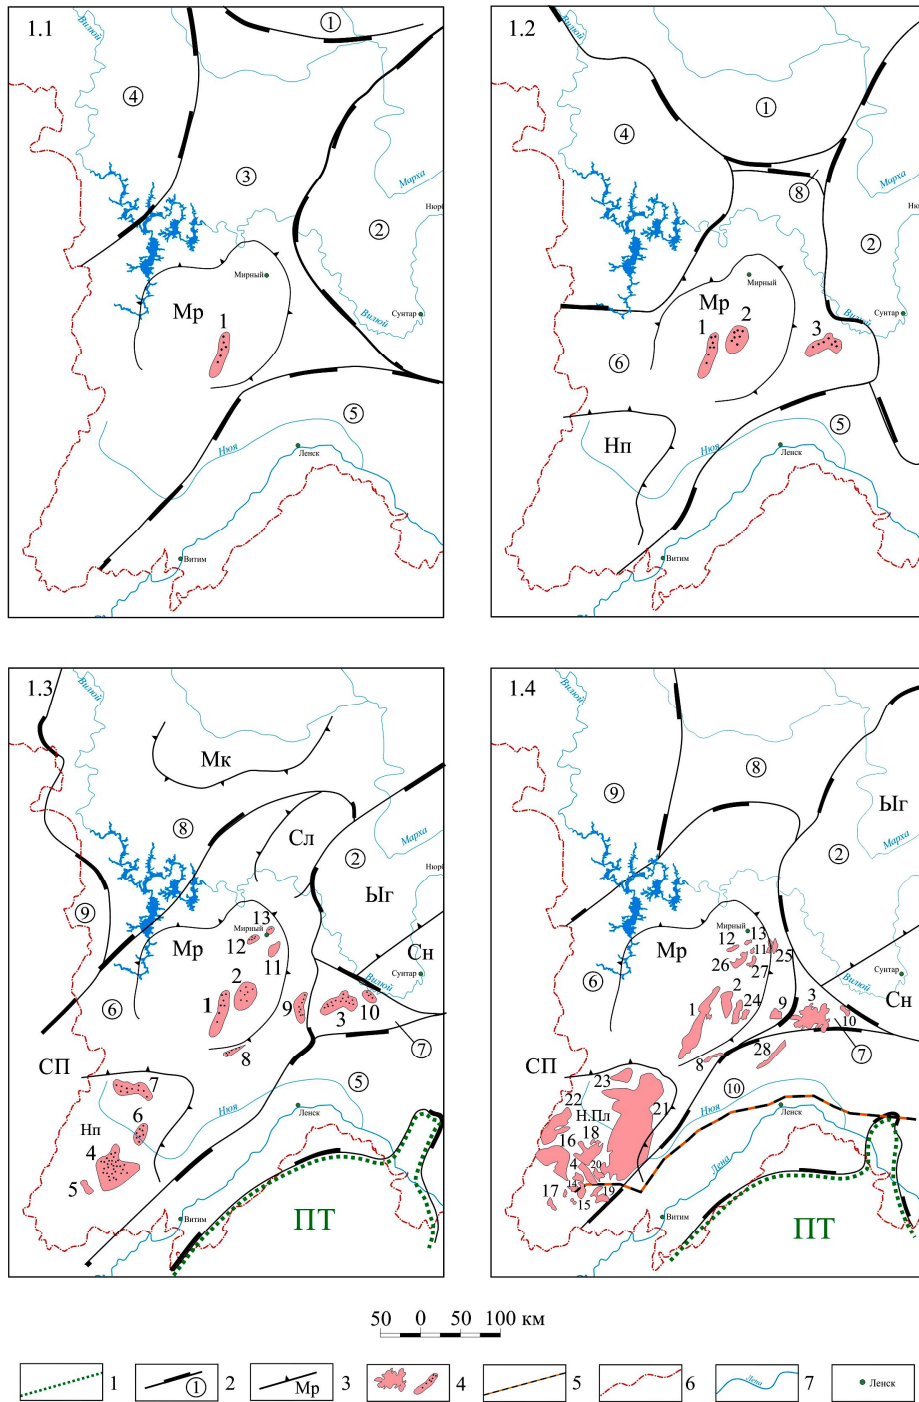 1.1
Вилюй
①
④
③
Марха
②
Нюрб
Мирный
Мр
Вилюй
Сунтар
1
⑤
Нюя
Ленск
Витим
1.2
Вилюй
①
④
⑧
Марха
Нюр
②
Мирный
Мр
Вилюй
Сунтар
1
2
3
⑥
⑤
Нп
Нюя
Ленск
Витим
1.3
Вилюй
Мк
⑧
Сл
②
Марха
Нюрб
Ыг
⑨
13
Мирный
12
Мр
11
Сн
Сунтар
Вилюй
2
1
9
3
10
⑥
⑦
8
СП
7
⑤
Нюя
Ленск
Нп
6
4
5
Витим
ПТ
1.4
Вилюй
⑧
⑨
Ыг
Марха
②
Мирный
13
12
11
25
Мр
26
27
Сунтар
⑥
Сн
1
2
24
9
3
10
⑦
8
28
СП
23
⑩
22
21
Нюя
Ленск
Н.Пл
18
16
Лена
4
20
14
17
15
19
Витим
ПТ
50 0 50 100 км
1
① 2
Мр 3
4
5
6
Лена 7
Ленск